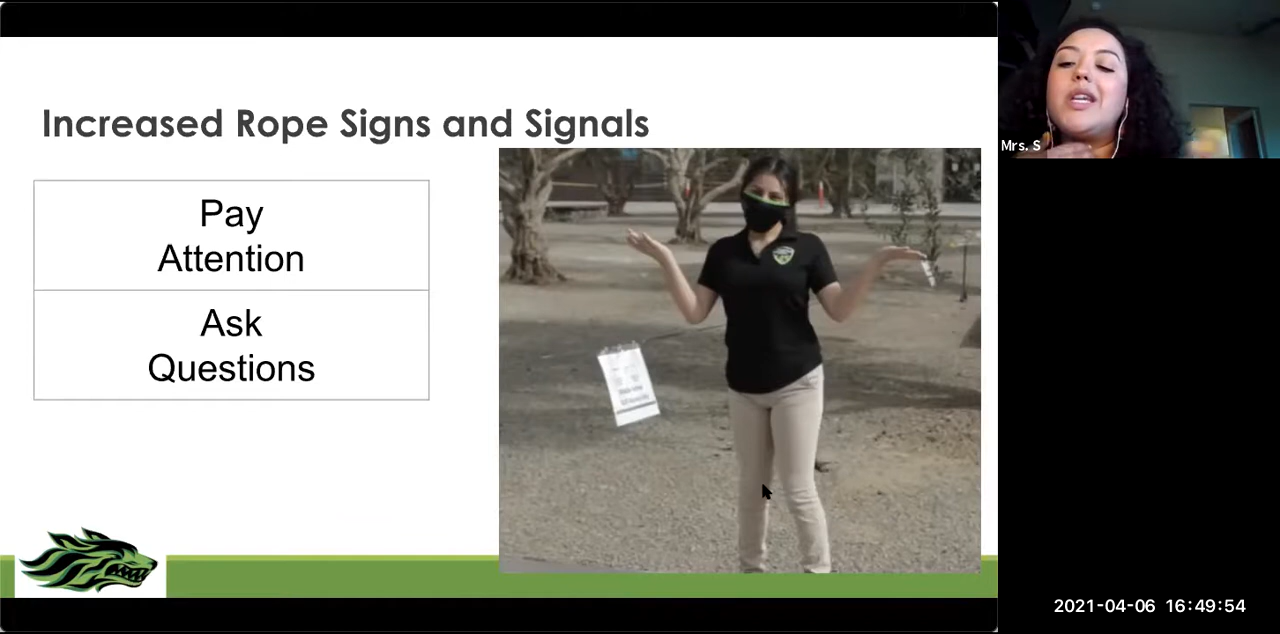 Increased Rope Signs and Signals
Pay
Attention
Ask
Questions
Mrs. S
2021-04-06 16:49:54